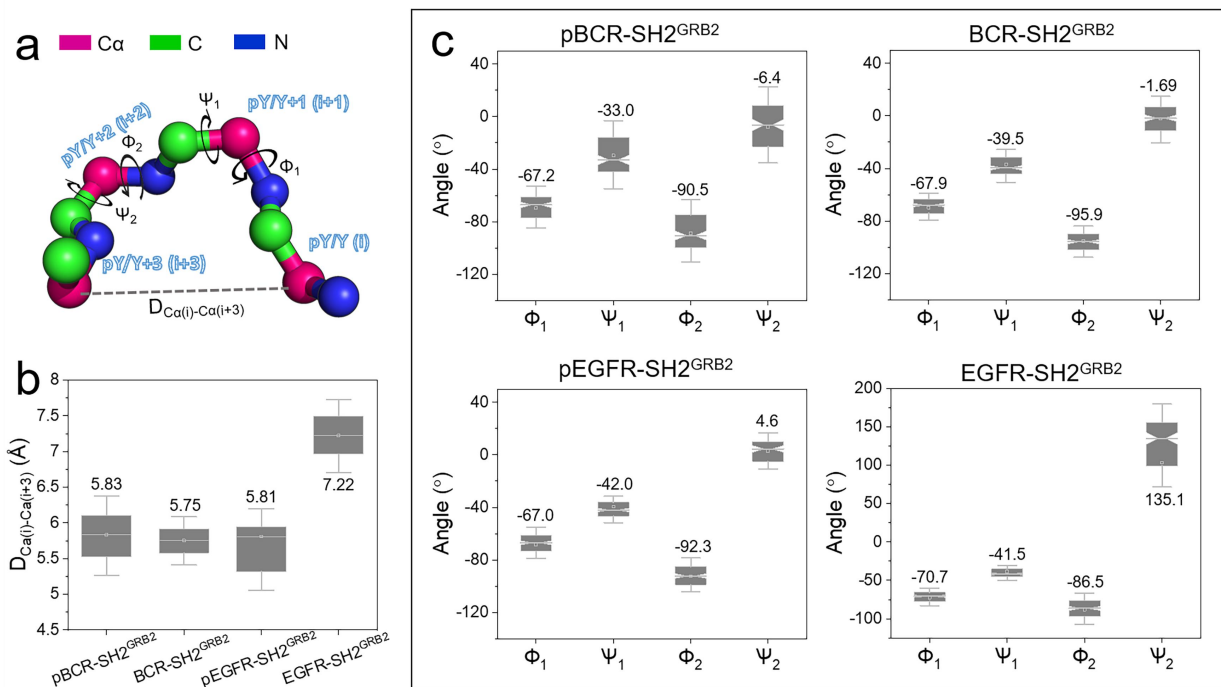 a
Cα C N
pY/Y+1 (i+1)
Ψ1
pY/Y+2 (i+2)
Φ2
Φ1
Ψ2
pY/Y (i)
pY/Y+3 (i+3)
DCα(i)-Cα(i+3)
b
DCa(i)-Ca(i+3) (Å)
8
7.5
7
6.5
6
5.5
5
4.5
5.83
5.75
5.81
7.22
pBCR-SH2GRB2
BCR-SH2GRB2
pEGFR-SH2GRB2
EGFR-SH2GRB2
c
pBCR-SH2GRB2
Angle (°)
40
0
-40
-80
-120
-67.2
-33.0
-90.5
-6.4
Φ1 Ψ1 Φ2 Ψ2
BCR-SH2GRB2
Angle (°)
40
0
-40
-80
-120
-67.9
-39.5
-95.9
-1.69
Φ1 Ψ1 Φ2 Ψ2
pEGFR-SH2GRB2
Angle (°)
40
0
-40
-80
-120
-67.0
-42.0
-92.3
4.6
Φ1 Ψ1 Φ2 Ψ2
EGFR-SH2GRB2
Angle (°)
200
150
100
50
0
-50
-100
-70.7
-41.5
-86.5
135.1
Φ1 Ψ1 Φ2 Ψ2